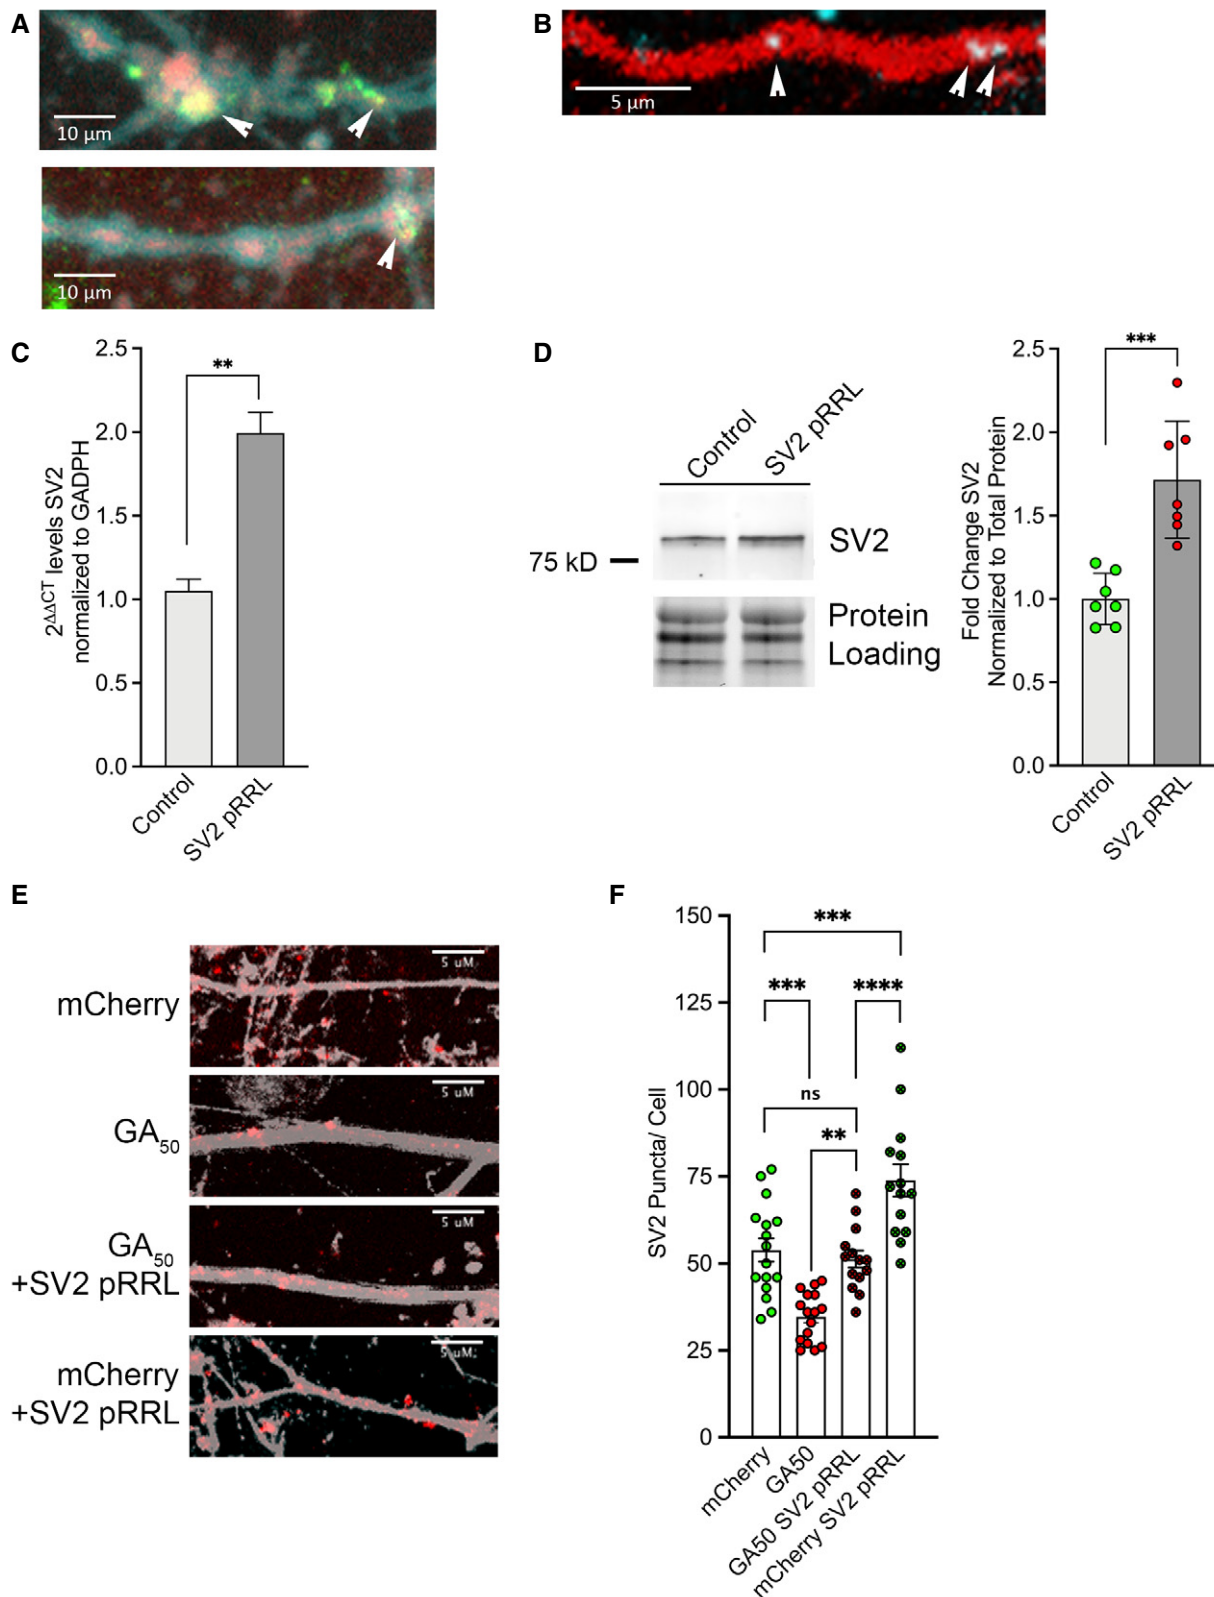 A
10 µm
10 µm
B
5 µm
C
2.5
2.0
1.5
1.0
0.5
0.0
**
2ΔΔCT levels SV2
normalized to GADPH
Control
SV2 pRRL
D
Control
SV2 pRRL
75 kD
SV2
Protein
Loading
2.5
2.0
1.5
1.0
0.5
0.0
***
Fold Change SV2
Normalized to Total Protein
Control
SV2 pRRL
E
mCherry
5 uM
GA50
5 uM
GA50
+SV2 pRRL
5 uM
mCherry
+SV2 pRRL
5 uM
F
150
125
100
75
50
25
0
SV2 Puncta/ Cell
***
***
****
ns
**
mCherry
GA50
GA50 SV2 pRRL
mCherry SV2 pRRL